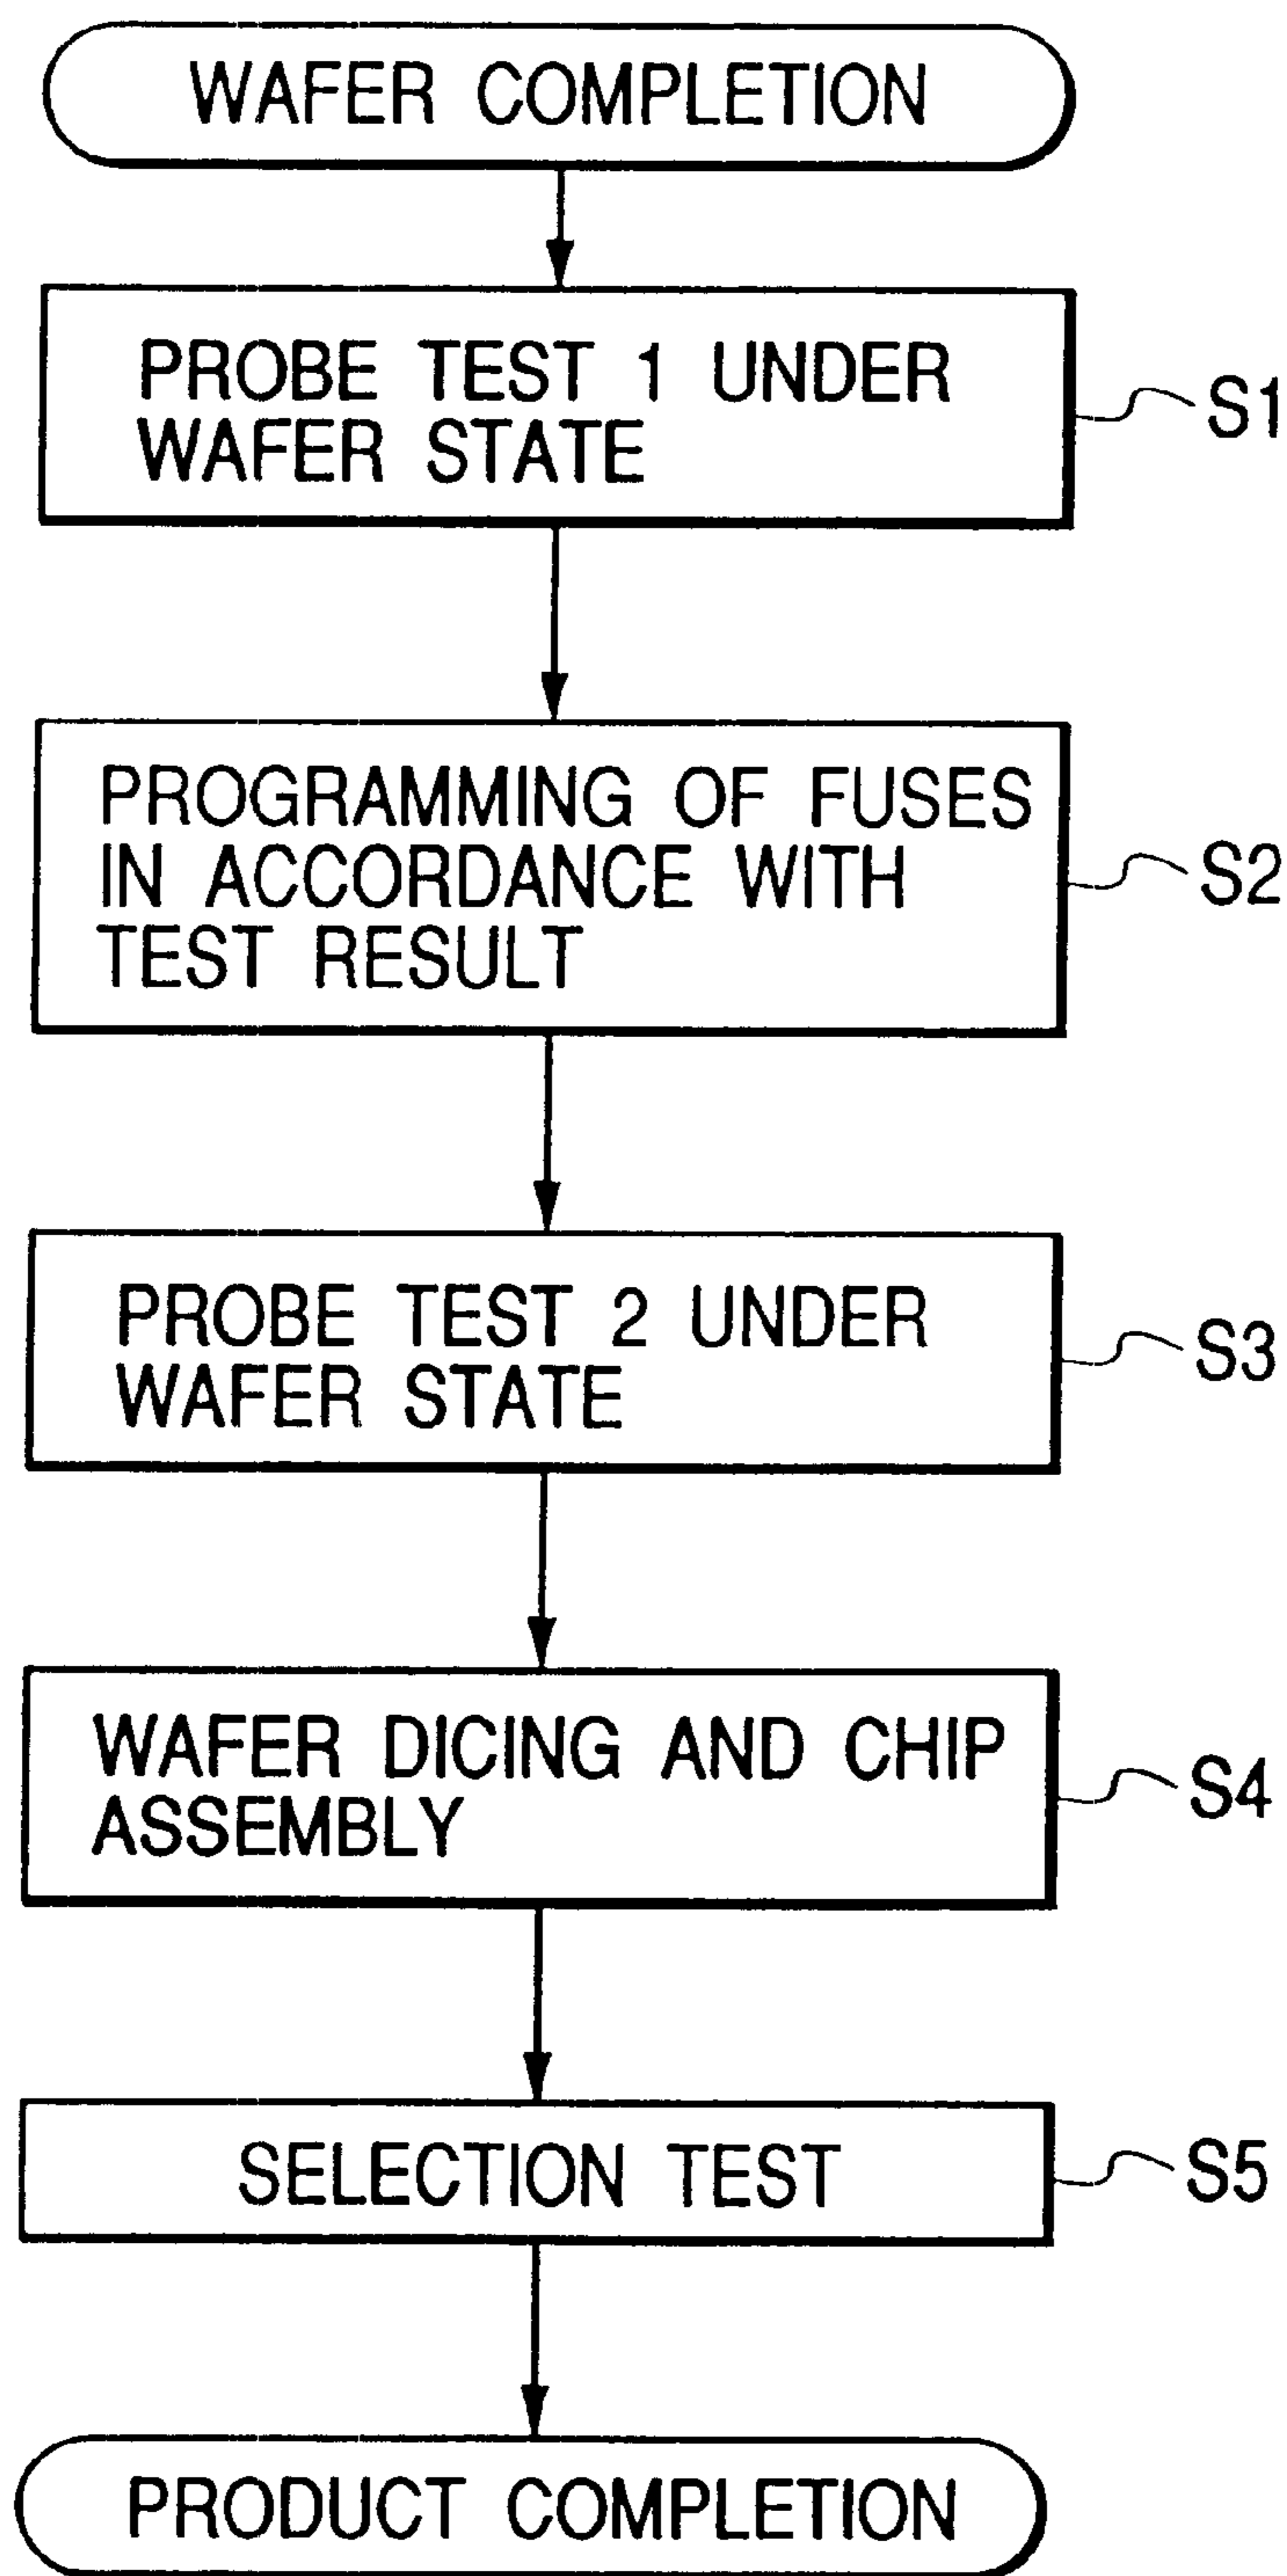 WAFER COMPLETION
PROBE TEST 1 UNDER
WAFER STATE
S1
PROGRAMMING OF FUSES
IN ACCORDANCE WITH
TEST RESULT
S2
PROBE TEST 2 UNDER
WAFER STATE
S3
WAFER DICING AND CHIP
ASSEMBLY
S4
SELECTION TEST
S5
PRODUCT COMPLETION